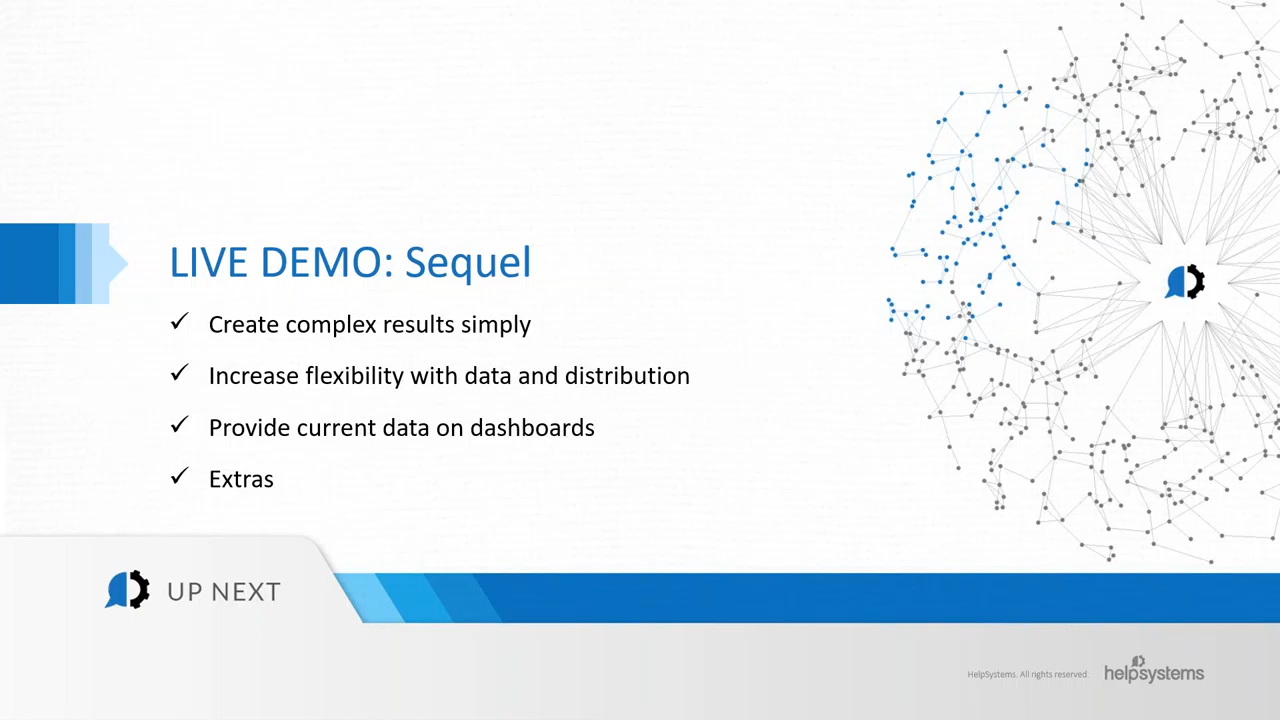 LIVE DEMO: Sequel
✓ Create complex results simply
✓ Increase flexibility with data and distribution
✓ Provide current data on dashboards
✓ Extras
UP NEXT
HelpSystems. All rights reserved. helpsystems